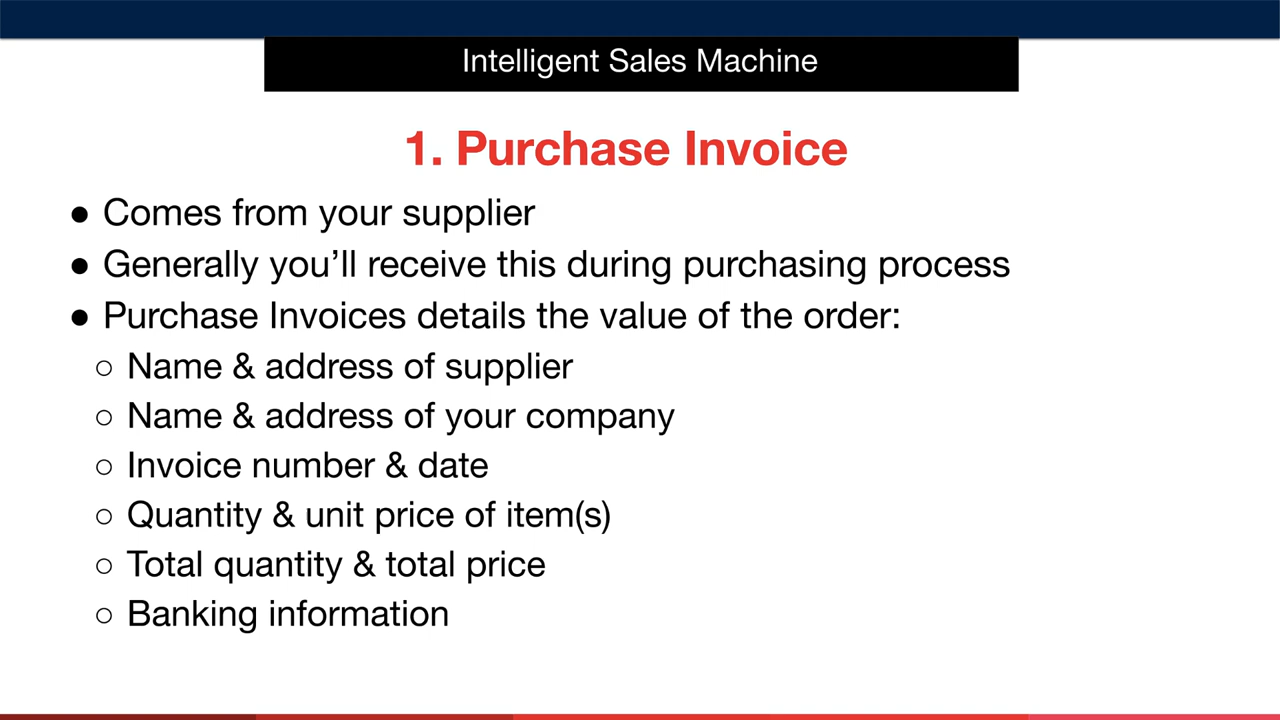 Intelligent Sales Machine
1. Purchase Invoice
● Comes from your supplier
● Generally you’ll receive this during purchasing process
● Purchase Invoices details the value of the order:
○ Name & address of supplier
○ Name & address of your company
○ Invoice number & date
○ Quantity & unit price of item(s)
○ Total quantity & total price
○ Banking information